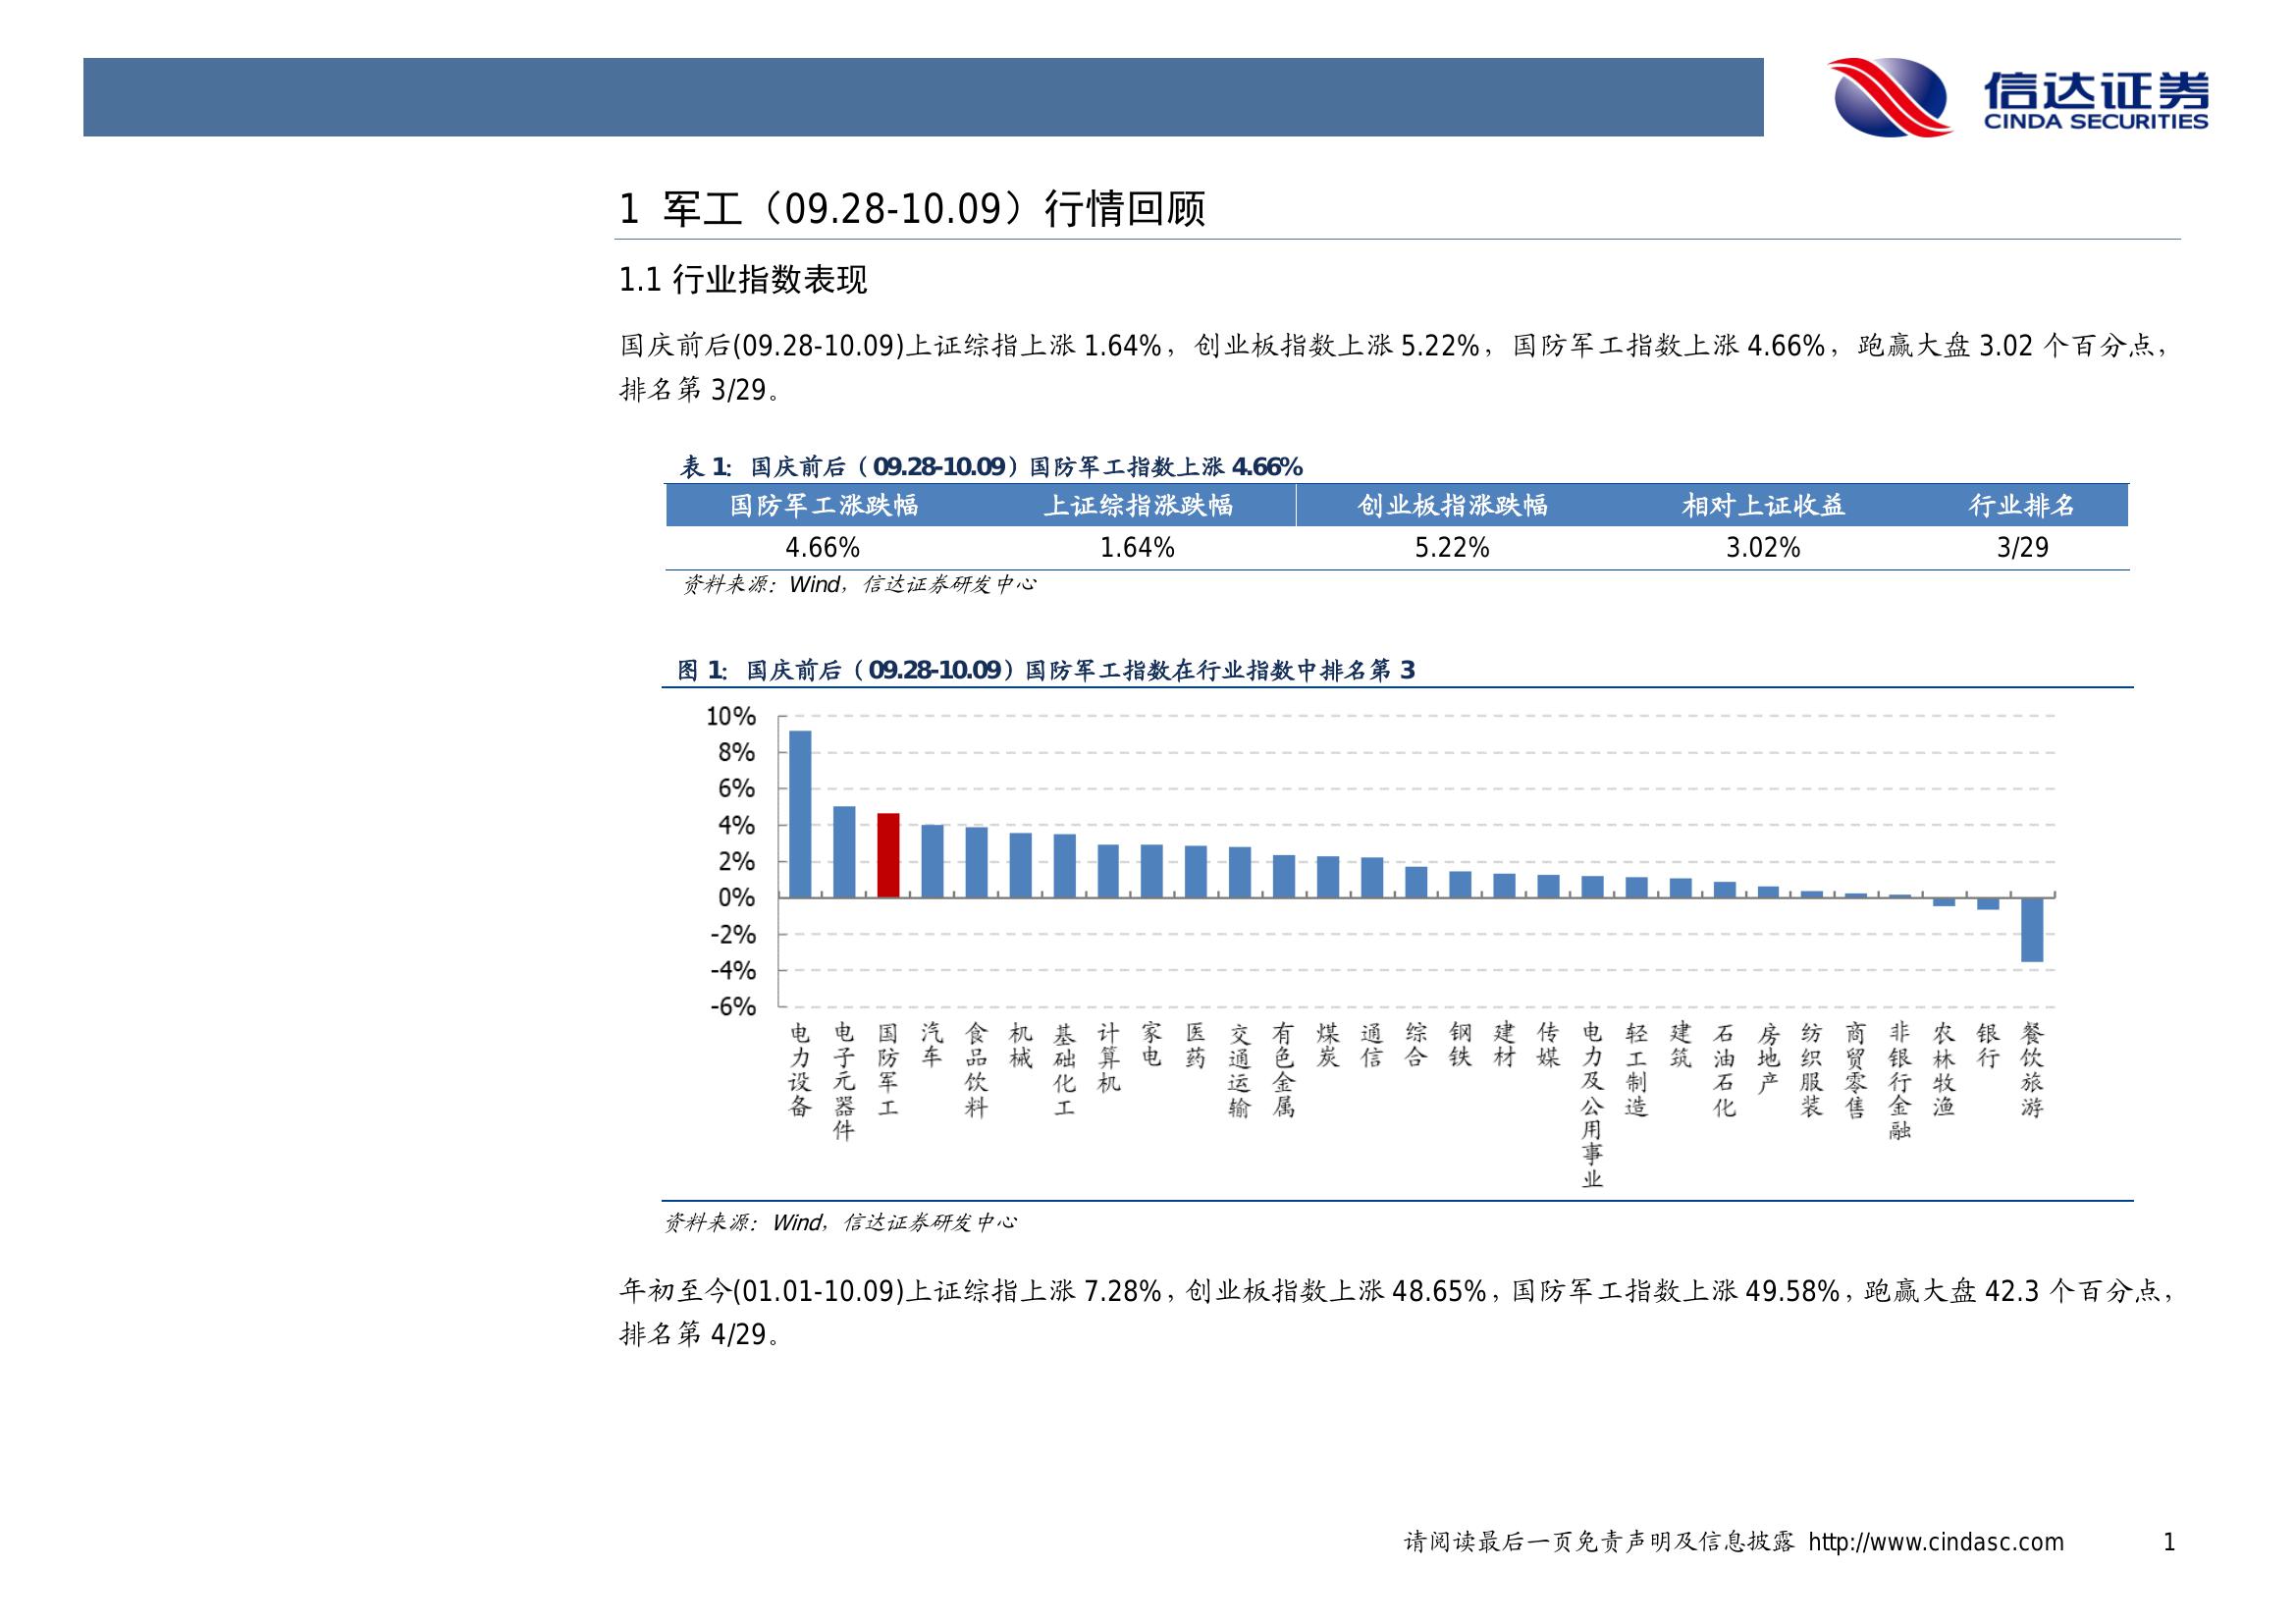 信达证券
CINDA SECURITIES
1 军工（09.28-10.09）行情回顾
1.1 行业指数表现
国庆前后(09.28-10.09)上证综指上涨 1.64%，创业板指数上涨 5.22%，国防军工指数上涨 4.66%，跑赢大盘 3.02 个百分点，
排名第 3/29。
表 1: 国庆前后（09.28-10.09）国防军工指数上涨 4.66%
国防军工涨跌幅 上证综指涨跌幅 创业板指涨跌幅 相对上证收益 行业排名
4.66% 1.64% 5.22% 3.02% 3/29
资料来源：Wind，信达证券研发中心
图 1: 国庆前后（09.28-10.09）国防军工指数在行业指数中排名第 3
10%
8%
6%
4%
2%
0%
-2%
-4%
-6%
电力设备
电子元器件
国防军工
汽车
食品饮料
机械
基础化工
计算机
家电
医药
交通运输
有色金属
煤炭
通信
综合
钢铁
建材
传媒
电力及公用事业
轻工制造
建筑
石油石化
房地产
纺织服装
商贸零售
非银行金融
农林牧渔
银行
餐饮旅游
资料来源：Wind，信达证券研发中心
年初至今(01.01-10.09)上证综指上涨 7.28%，创业板指数上涨 48.65%，国防军工指数上涨 49.58%，跑赢大盘 42.3 个百分点，
排名第 4/29。
请阅读最后一页免责声明及信息披露 http://www.cindasc.com 1